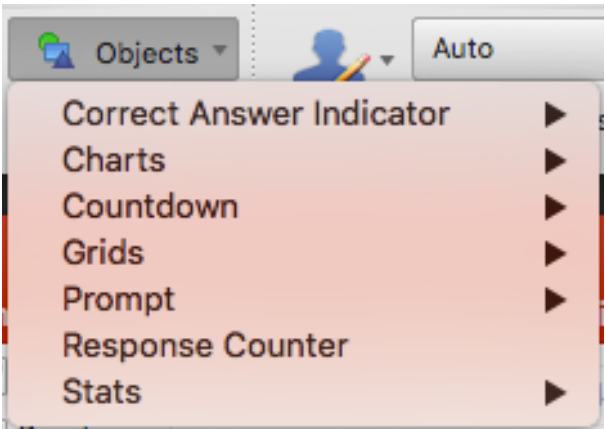 Objects
Auto
Correct Answer Indicator
Charts
Countdown
Grids
Prompt
Response Counter
Stats